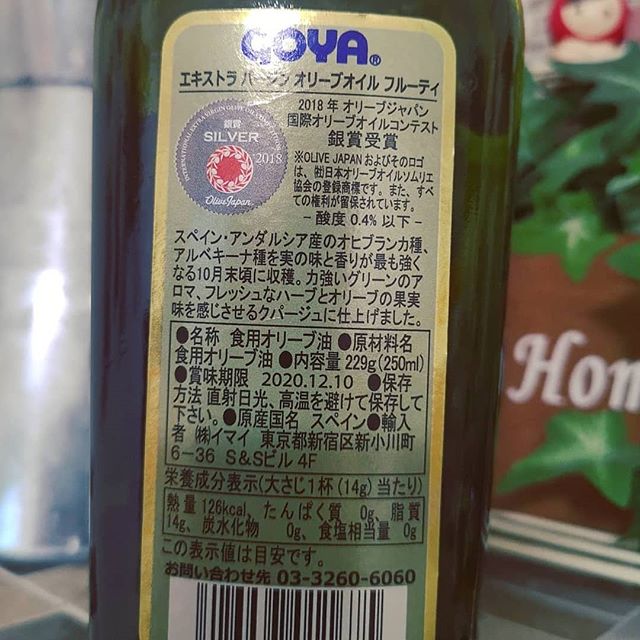 GOYA®
エキストラ バージン オリーブオイル フルーティ
2018年 オリーブジャパン
国際オリーブオイルコンテスト
銀賞受賞
銀賞
SILVER
2018
OliveJapan
※OLIVE JAPAN およびそのロゴ
は、㈳日本オリーブオイルソムリエ
協会の登録商標です。また、すべ
ての権利が留保されています。
- 酸度 0.4% 以下 -
スペイン・アンダルシア産のオヒブランカ種、
アルベキーナ種を実の味と香りが最も強く
なる10月末頃に収穫。力強いグリーンのア
ロマ、フレッシュなハーブとオリーブの果実
味を感じさせるクパージュに仕上げました。
●名称 食用オリーブ油 ●原材料名
食用オリーブ油 ●内容量 229g(250ml)
●賞味期限 2020.12.10 ●保存
方法 直射日光、高温を避けて保存して
下さい。●原産国名 スペイン●輸入
者 ㈱イマイ 東京都新宿区新小川町
6-36 S&Sビル 4F
栄養成分表示(大さじ1杯(14g)当たり)
熱量 126kcal、たんぱく質 0g、脂質
14g、炭水化物 0g、食塩相当量 0g
この表示値は目安です。
お問い合わせ先 03-3260-6060
Hom